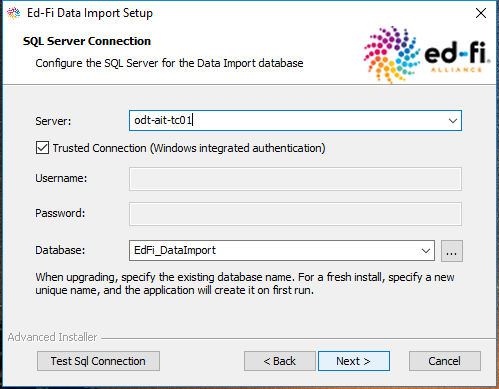 Ed-Fi Data Import Setup
SQL Server Connection
Configure the SQL Server for the Data Import database
ed-fi
ALLIANCE
Server:
odt-ait-tc01
Trusted Connection (Windows integrated authentication)
Username:
Password:
Database:
EdFi_DataImport
...
When upgrading, specify the existing database name. For a fresh install, specify a new
unique name, and the application will create it on first run.
Advanced Installer
Test Sql Connection
< Back
Next >
Cancel